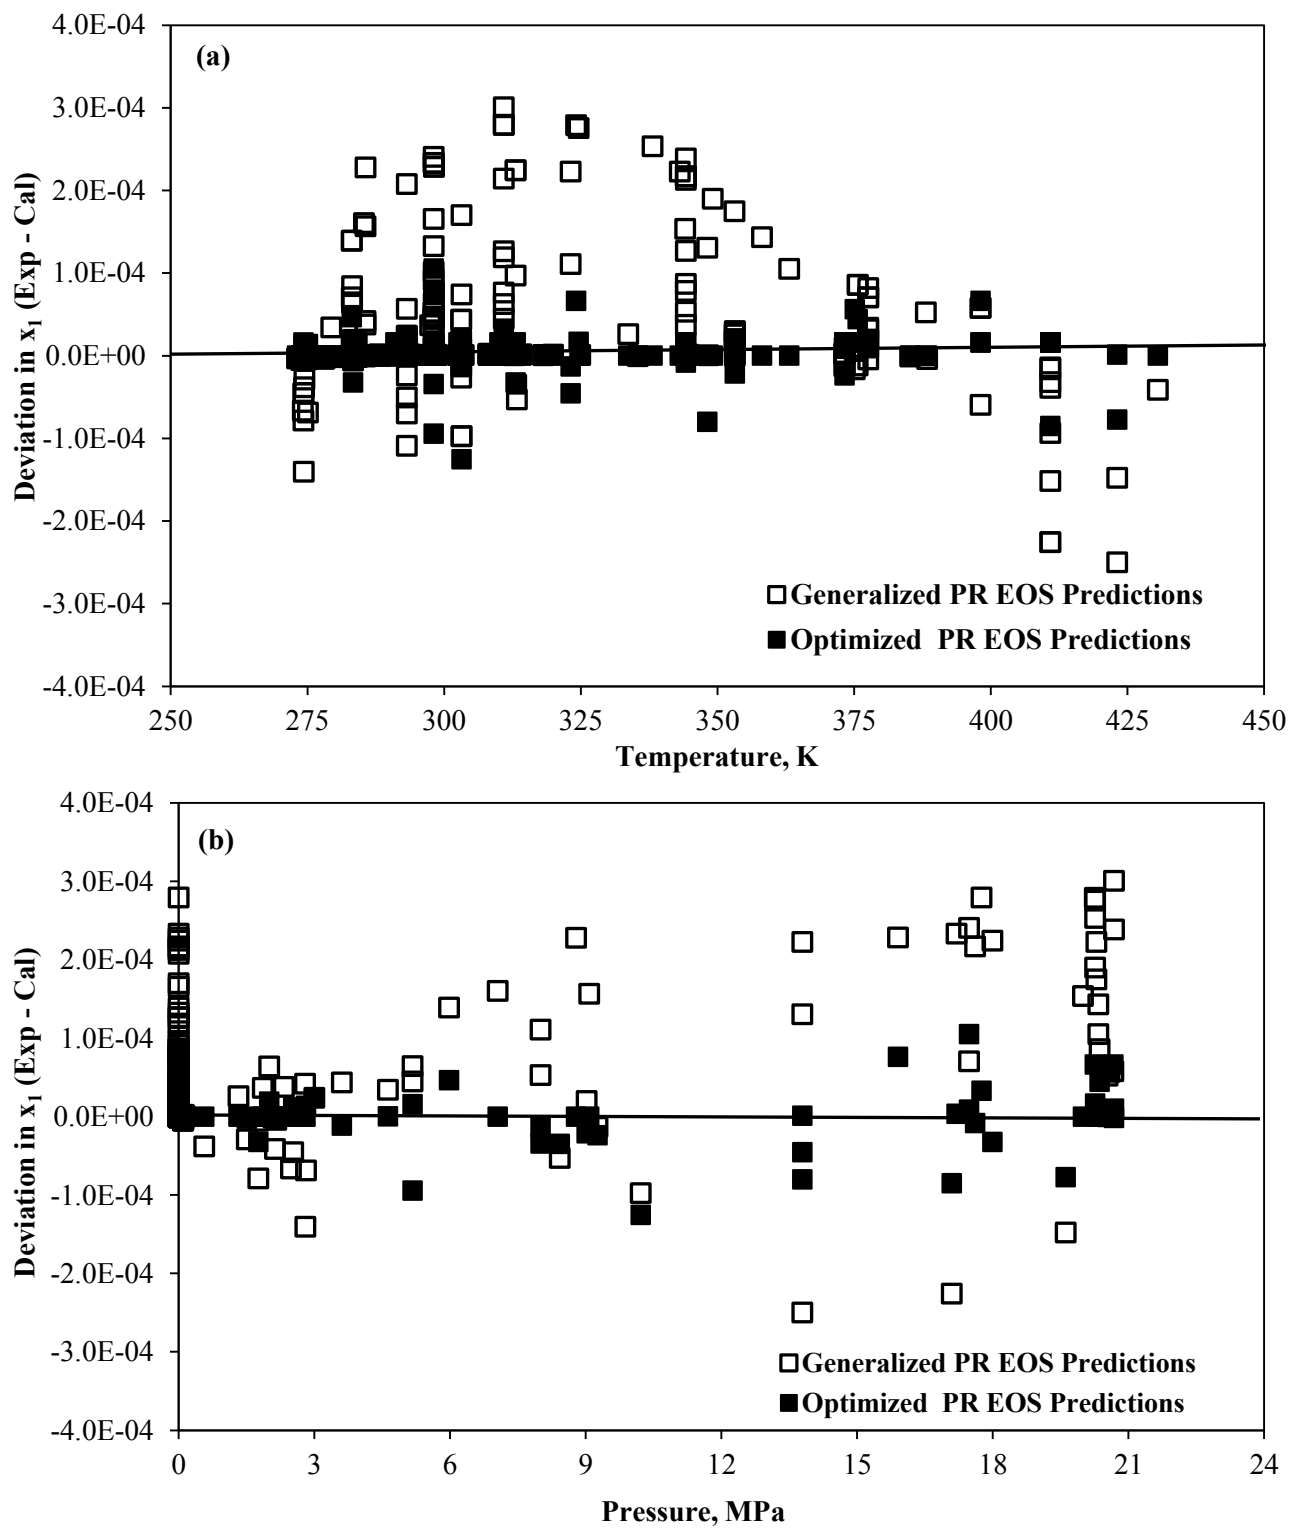 4.0E-04
(a)
3.0E-04
2.0E-04
1.0E-04
0.0E+00
-1.0E-04
-2.0E-04
-3.0E-04
-4.0E-04
Deviation in x1 (Exp - Cal)
Generalized PR EOS Predictions
Optimized PR EOS Predictions
250 275 300 325 350 375 400 425 450
Temperature, K
4.0E-04
(b)
3.0E-04
2.0E-04
1.0E-04
0.0E+00
-1.0E-04
-2.0E-04
-3.0E-04
-4.0E-04
Deviation in x1 (Exp - Cal)
Generalized PR EOS Predictions
Optimized PR EOS Predictions
0 3 6 9 12 15 18 21 24
Pressure, MPa